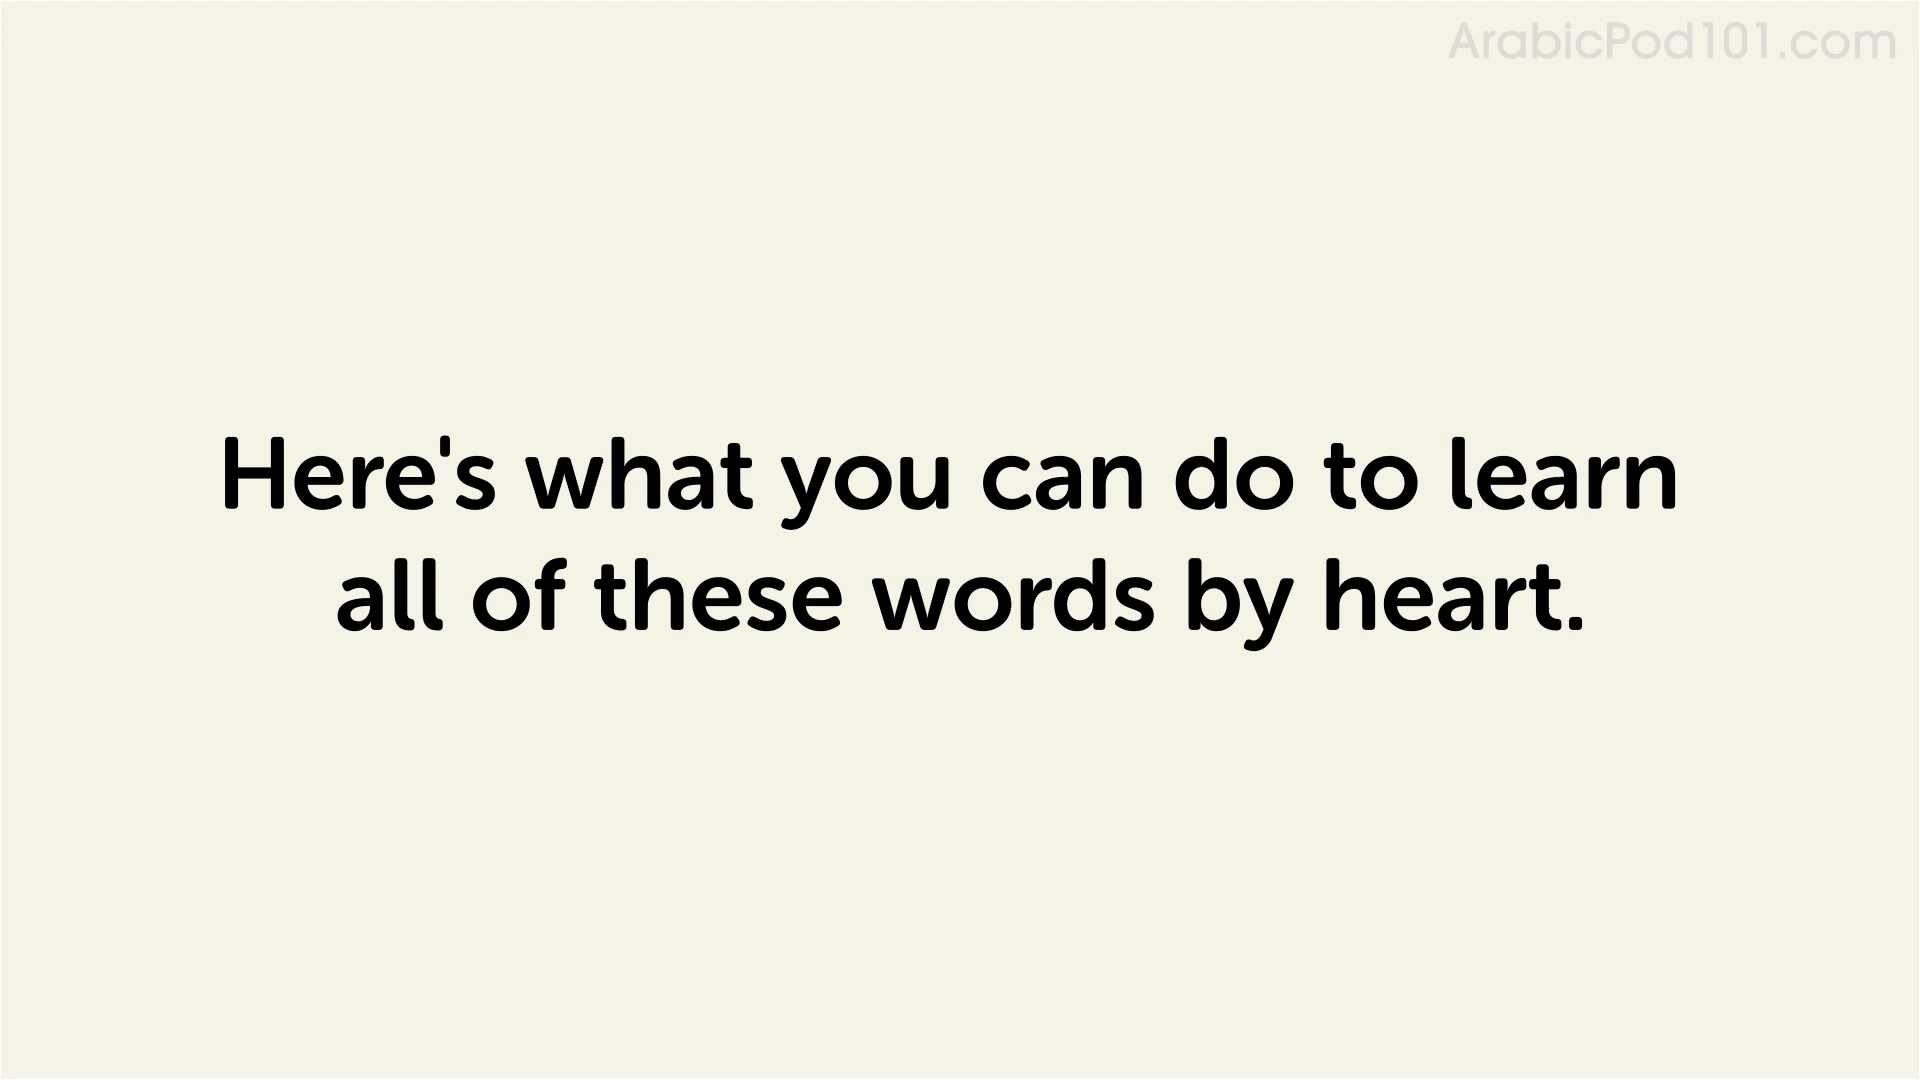 ArabicPod101.com
Here's what you can do to learn
all of these words by heart.